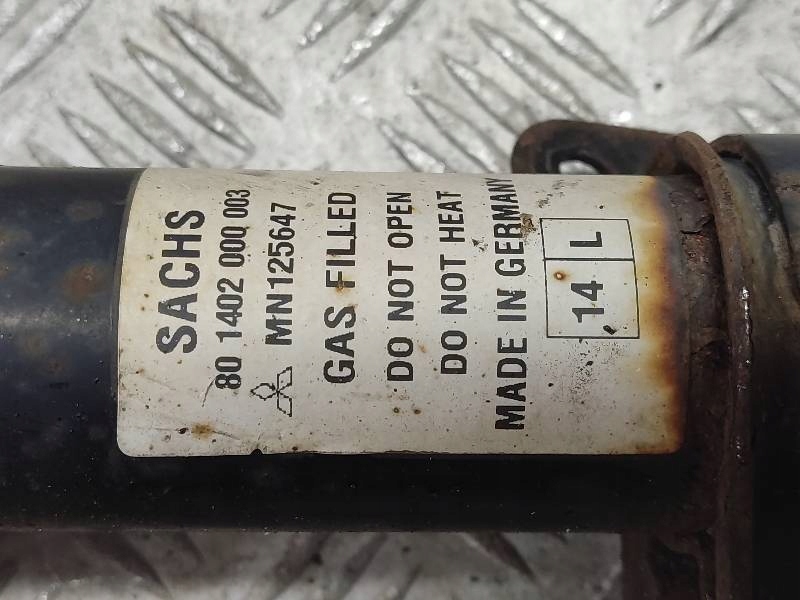 SACHS
80 1402 000 003
MN125647
GAS FILLED
DO NOT OPEN
DO NOT HEAT
MADE IN GERMANY
14 L